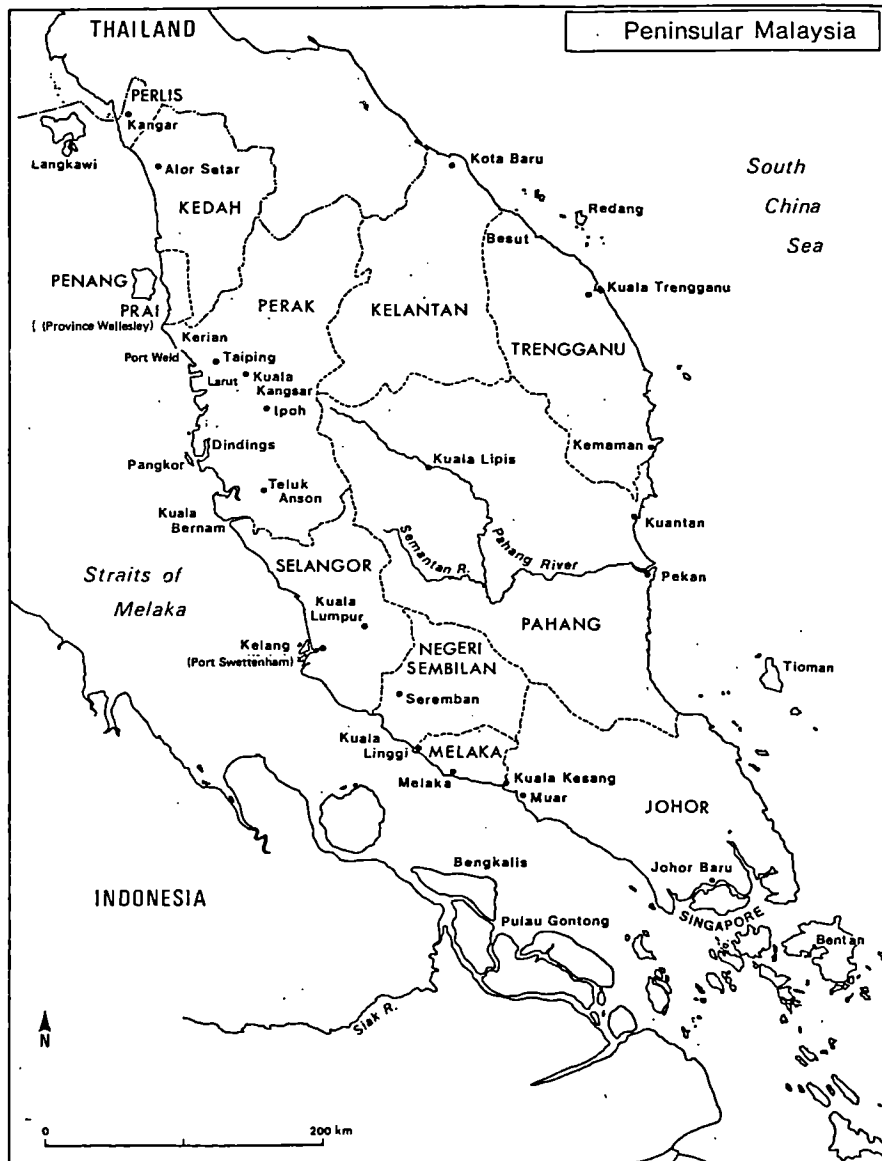 Peninsular Malaysia
THAILAND
PERLIS
Kangar
Langkawi
Alor Setar
Kota Baru
South
China
Sea
KEDAH
Redang
Besut
PENANG
Kuala Trengganu
PERAK
KELANTAN
PRAI
( (Province Wellesley)
Kerian
TRENGGANU
Port Weld
Taiping
Larut
Kuala
Kangsar
Ipoh
Dindings
Kemaman
Pangkor
Kuala Lipis
Teluk
Anson
Kuala
Bernam
Kuantan
Semantan R.
Pahang River
SELANGOR
Pekan
Straits of
Melaka
Kuala
Lumpur
PAHANG
Kelang
(Port Swettenham)
NEGERI
SEMBILAN
Tioman
Seremban
Kuala
Linggi
MELAKA
Melaka
Kuala Kesang
Muar
JOHOR
Bengkalis
Johor Baru
INDONESIA
SINGAPORE
Pulau Gontong
Bentan
Siak R.
N
0
200 km